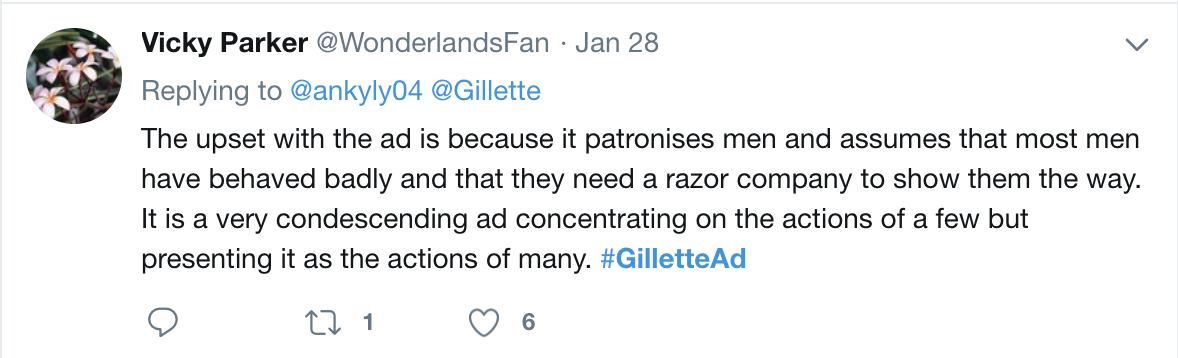 Vicky Parker @WonderlandsFan · Jan 28
Replying to @ankyly04 @Gillette
The upset with the ad is because it patronises men and assumes that most men
have behaved badly and that they need a razor company to show them the way.
It is a very condescending ad concentrating on the actions of a few but
presenting it as the actions of many. #GilletteAd
1 6